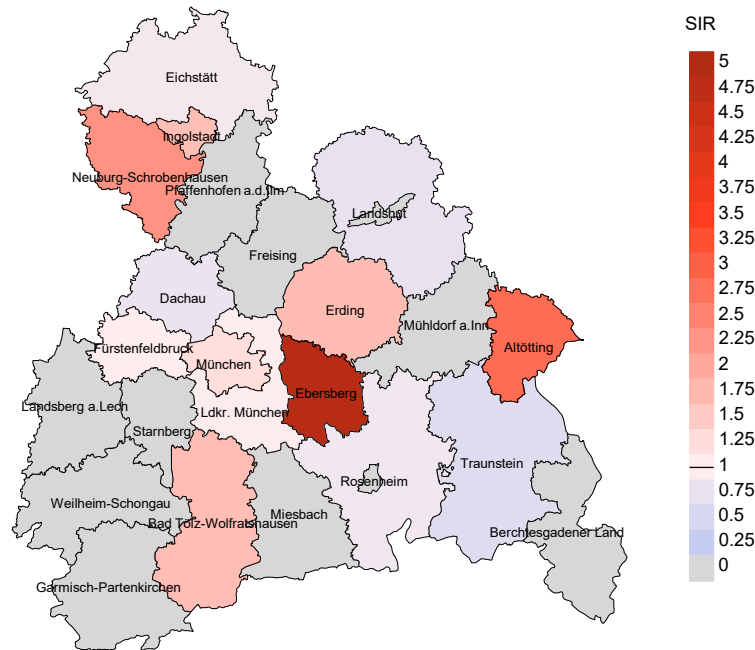 SIR
5
4.75
4.5
4.25
4
3.75
3.5
3.25
3
2.75
2.5
2.25
2
1.75
1.5
1.25
1
0.75
0.5
0.25
0
Eichstätt
Ingolstadt
Neuburg-Schrobenhausen
Pfaffenhofen a.d.Ilm
Landshut
Freising
Dachau
Erding
Mühldorf a.Inn
Altötting
Fürstenfeldbruck
München
Ebersberg
Landsberg a.Lech
Ldkr. München
Starnberg
Traunstein
Rosenheim
Weilheim-Schongau
Miesbach
Bad Tölz-Wolfratshausen
Berchtesgadener Land
Garmisch-Partenkirchen